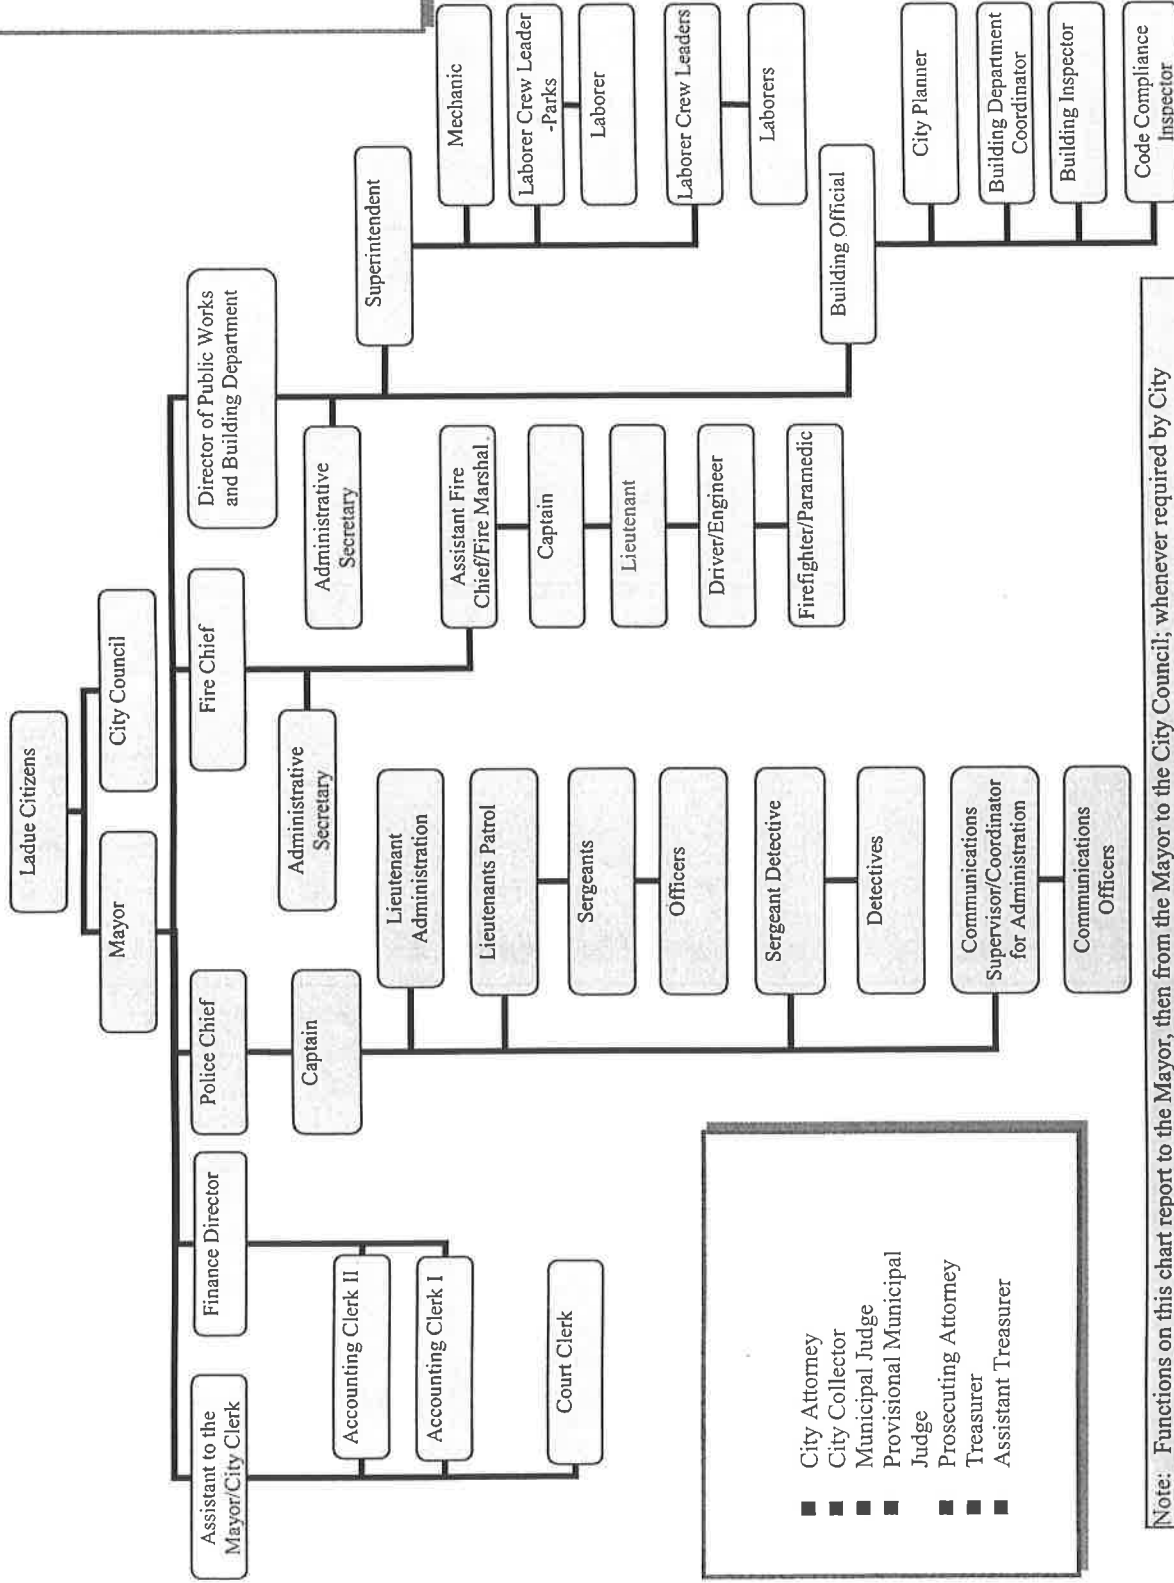 Ladue Citizens
Mayor
City Council
Assistant to the
Mayor/City Clerk
Finance Director
Police Chief
Fire Chief
Director of Public Works
and Building Department
Accounting Clerk II
Accounting Clerk I
Court Clerk
Captain
Lieutenant
Administration
Lieutenants Patrol
Sergeants
Officers
Sergeant Detective
Detectives
Communications
Supervisor/Coordinator
for Administration
Communications
Officers
Administrative
Secretary
Assistant Fire
Chief/Fire Marshal
Captain
Lieutenant
Driver/Engineer
Firefighter/Paramedic
Administrative
Secretary
Superintendent
Mechanic
Laborer Crew Leader
-Parks
Laborer
Laborer Crew Leaders
Laborers
Building Official
City Planner
Building Department
Coordinator
Building Inspector
Code Compliance
Inspector
■ City Attorney
■ City Collector
■ Municipal Judge
■ Provisional Municipal
Judge
■ Prosecuting Attorney
■ Treasurer
■ Assistant Treasurer
Note: Functions on this chart report to the Mayor, then from the Mayor to the City Council; whenever required by City